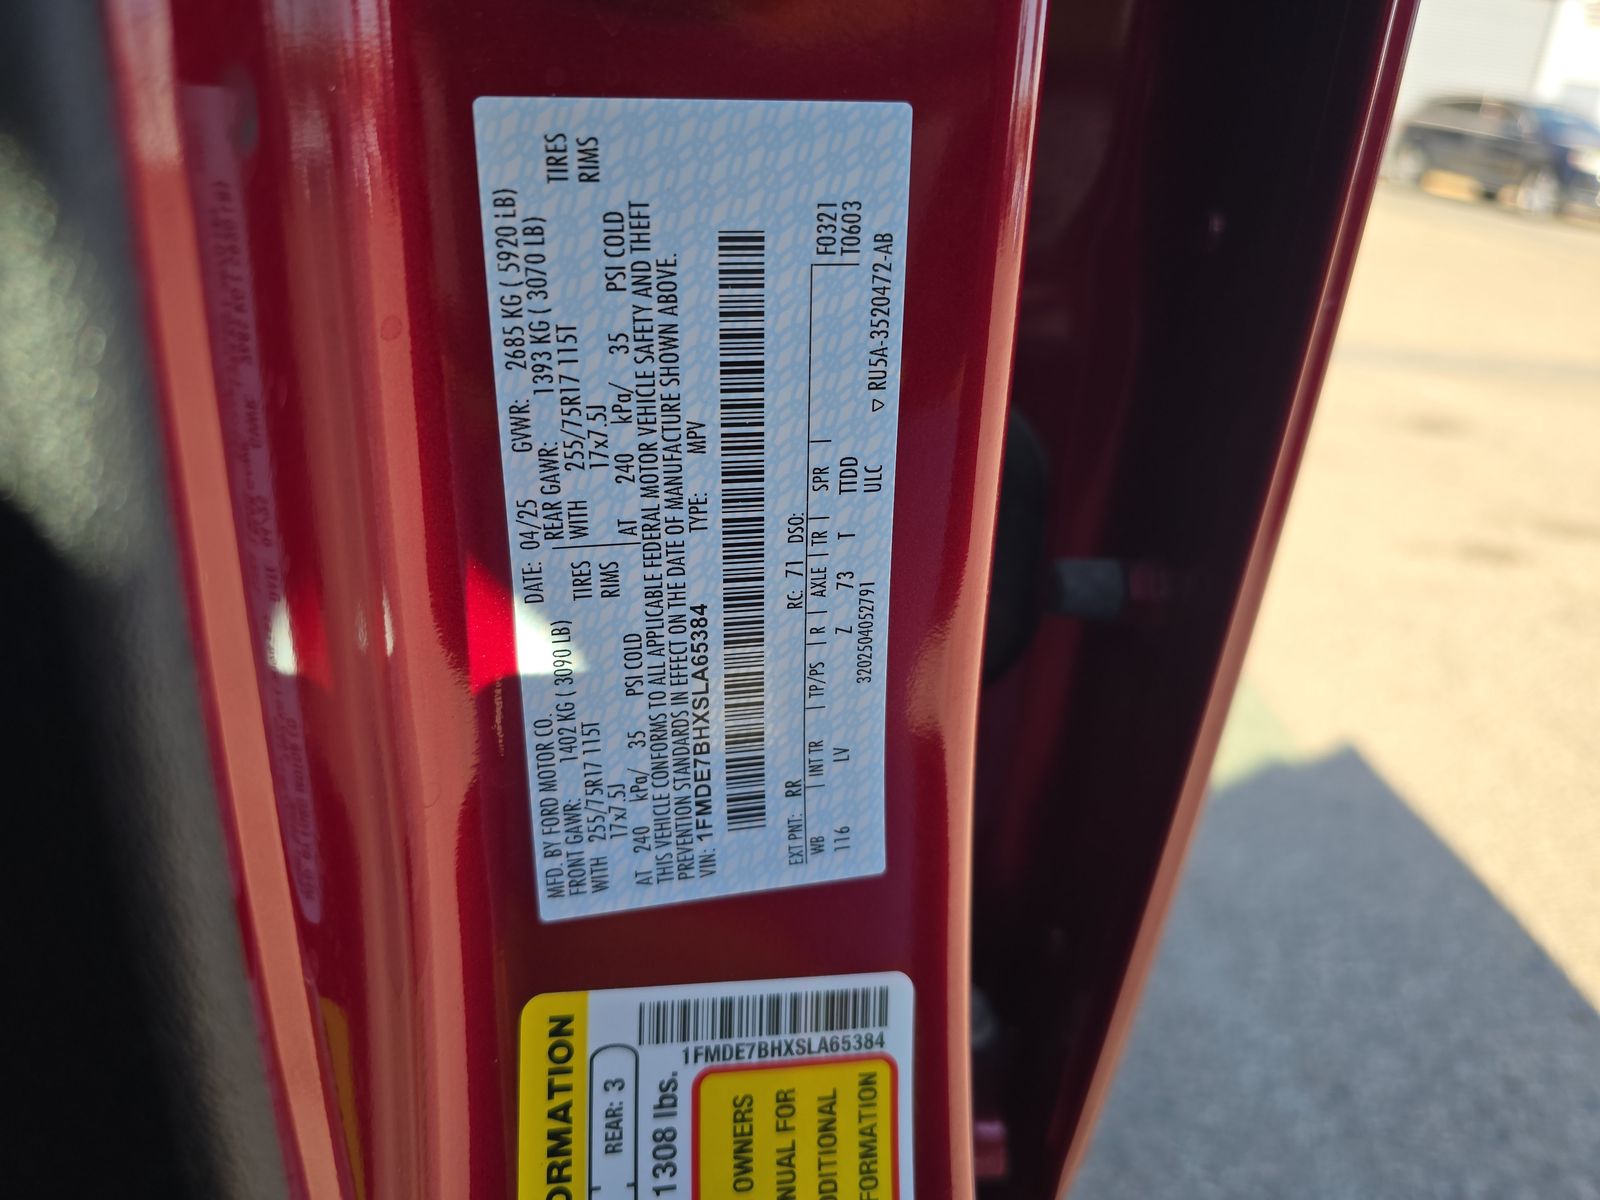 MFD. BY FORD MOTOR CO. DATE: 04/25 GVWR: 2685 KG ( 5920 LB)
FRONT GAWR: 1402 KG ( 3090 LB) REAR GAWR: 1393 KG ( 3070 LB)
WITH 255/75R17 115T TIRES WITH 255/75R17 115T TIRES
17x7.5J RIMS 17x7.5J RIMS
AT 240 kPa/ 35 PSI COLD AT 240 kPa/ 35 PSI COLD
THIS VEHICLE CONFORMS TO ALL APPLICABLE FEDERAL MOTOR VEHICLE SAFETY AND THEFT
PREVENTION STANDARDS IN EFFECT ON THE DATE OF MANUFACTURE SHOWN ABOVE.
VIN: 1FMDE7BHXSLA65384 TYPE: MPV
EXT PNT: RR RC: 71 DSO: F0321
WB INT TR TP/PS R AXLE TR SPR T0603
116 LV Z 73 T TTDD
3202504052791 ULC ▽ RU5A-3520472-AB
ORMATION
REAR: 3
1308 lbs.
1FMDE7BHXSLA65384
OWNERS
NUAL FOR
DDITIONAL
FORMATION